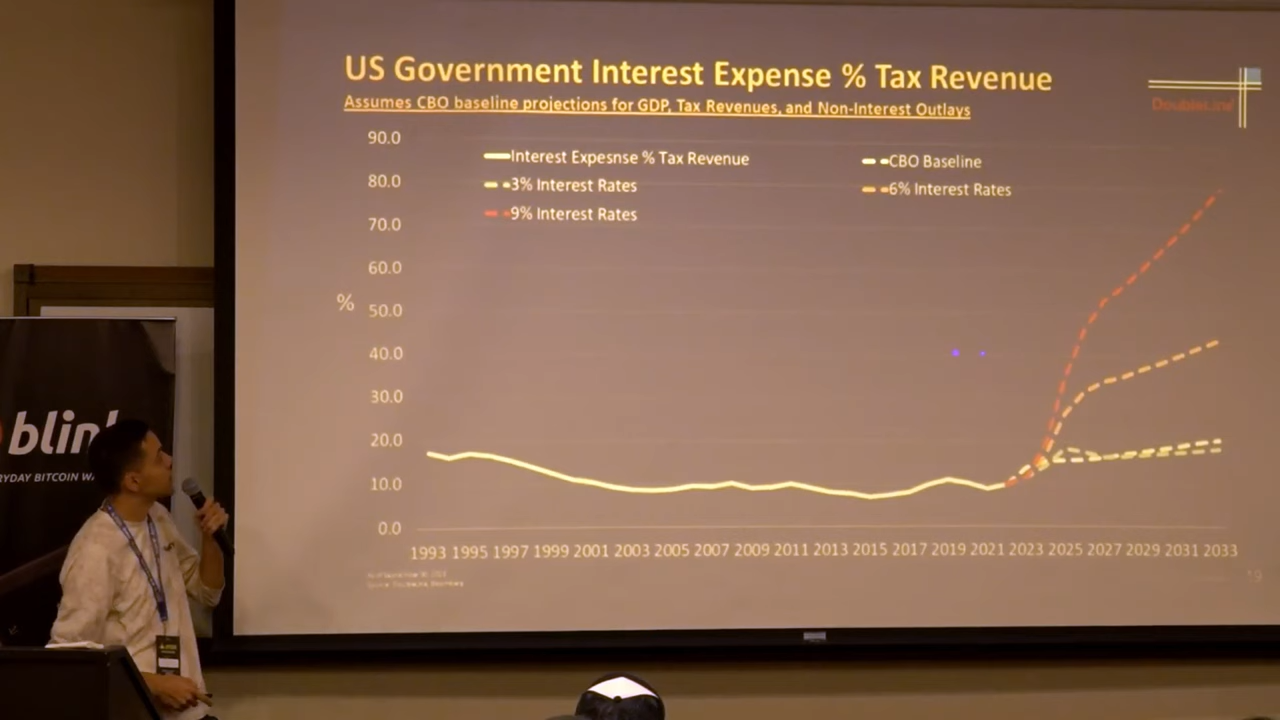 US Government Interest Expense % Tax Revenue
Assumes CBO baseline projections for GDP, Tax Revenues, and Non-Interest Outlays
DoubleLine
90.0
80.0
70.0
60.0
50.0
40.0
30.0
20.0
10.0
0.0
%
Interest Expesnse % Tax Revenue
CBO Baseline
3% Interest Rates
6% Interest Rates
9% Interest Rates
1993 1995 1997 1999 2001 2003 2005 2007 2009 2011 2013 2015 2017 2019 2021 2023 2025 2027 2029 2031 2033
19
blin
BITCOIN